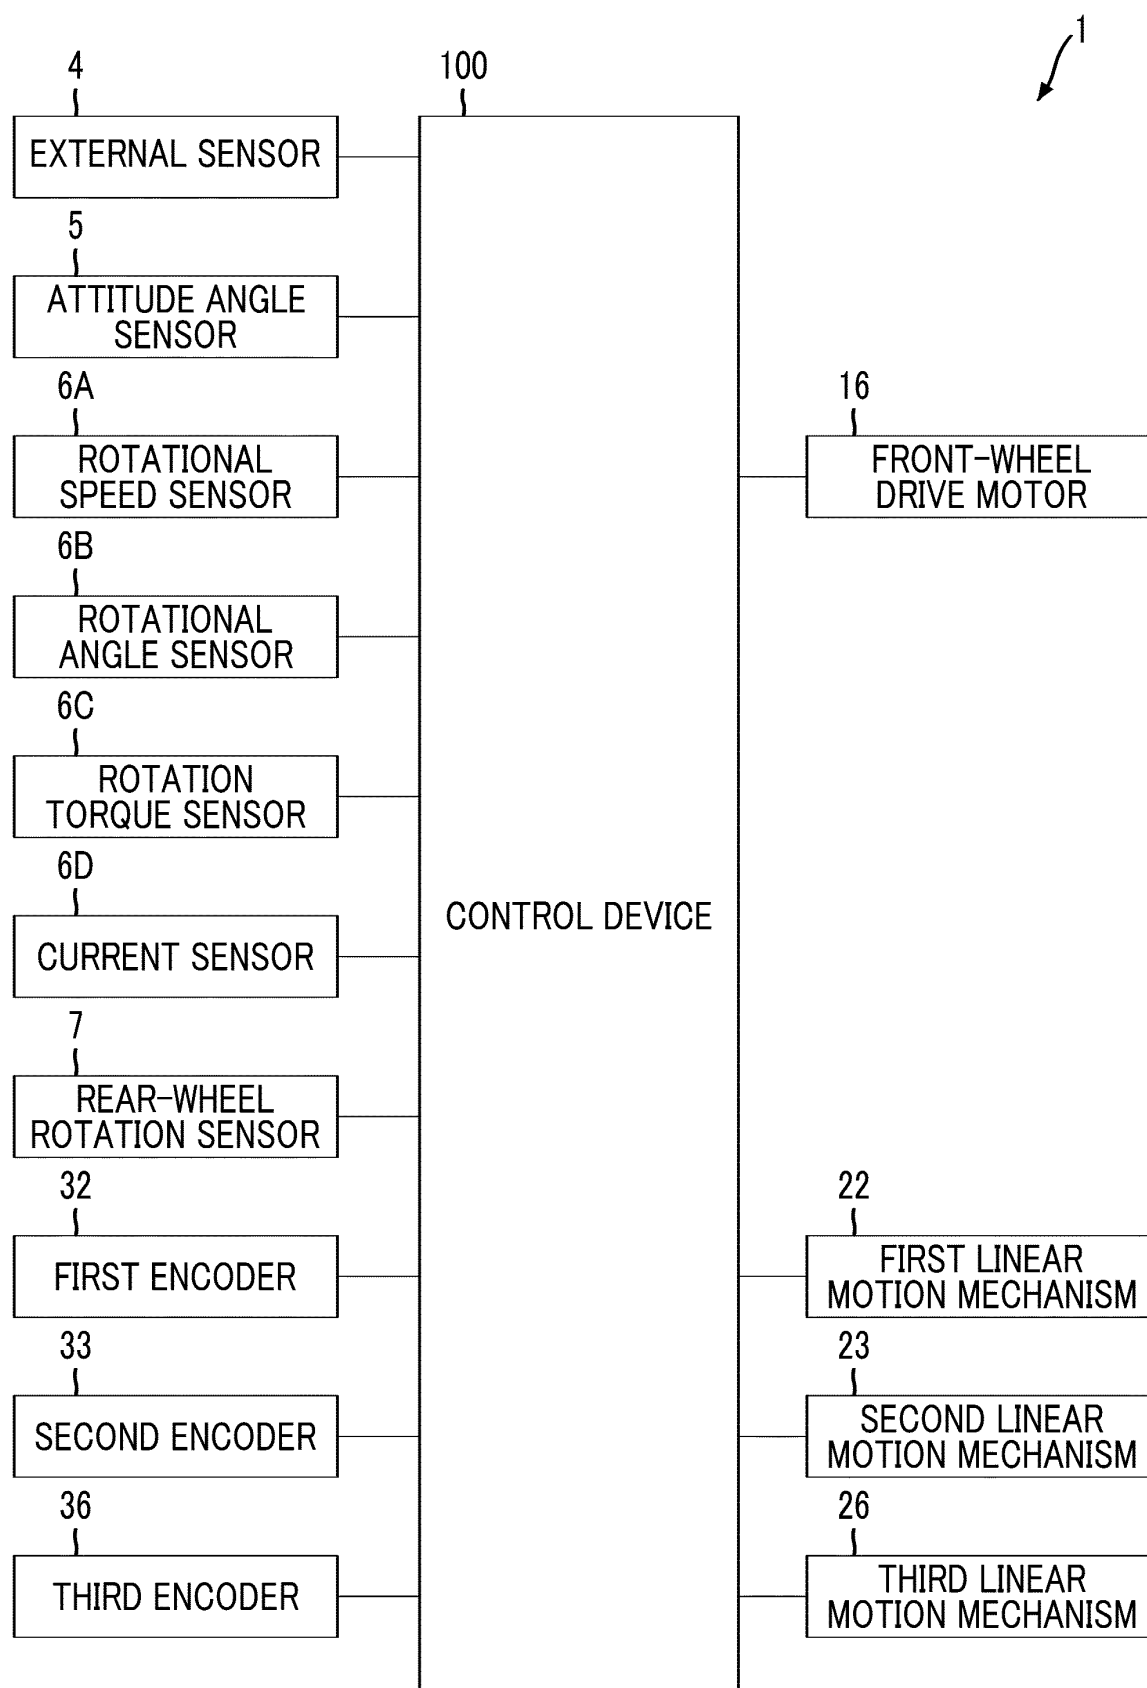 1
4
EXTERNAL SENSOR
5
ATTITUDE ANGLE
SENSOR
6A
ROTATIONAL
SPEED SENSOR
6B
ROTATIONAL
ANGLE SENSOR
6C
ROTATION
TORQUE SENSOR
6D
CURRENT SENSOR
7
REAR-WHEEL
ROTATION SENSOR
32
FIRST ENCODER
33
SECOND ENCODER
36
THIRD ENCODER
100
CONTROL DEVICE
16
FRONT-WHEEL
DRIVE MOTOR
22
FIRST LINEAR
MOTION MECHANISM
23
SECOND LINEAR
MOTION MECHANISM
26
THIRD LINEAR
MOTION MECHANISM